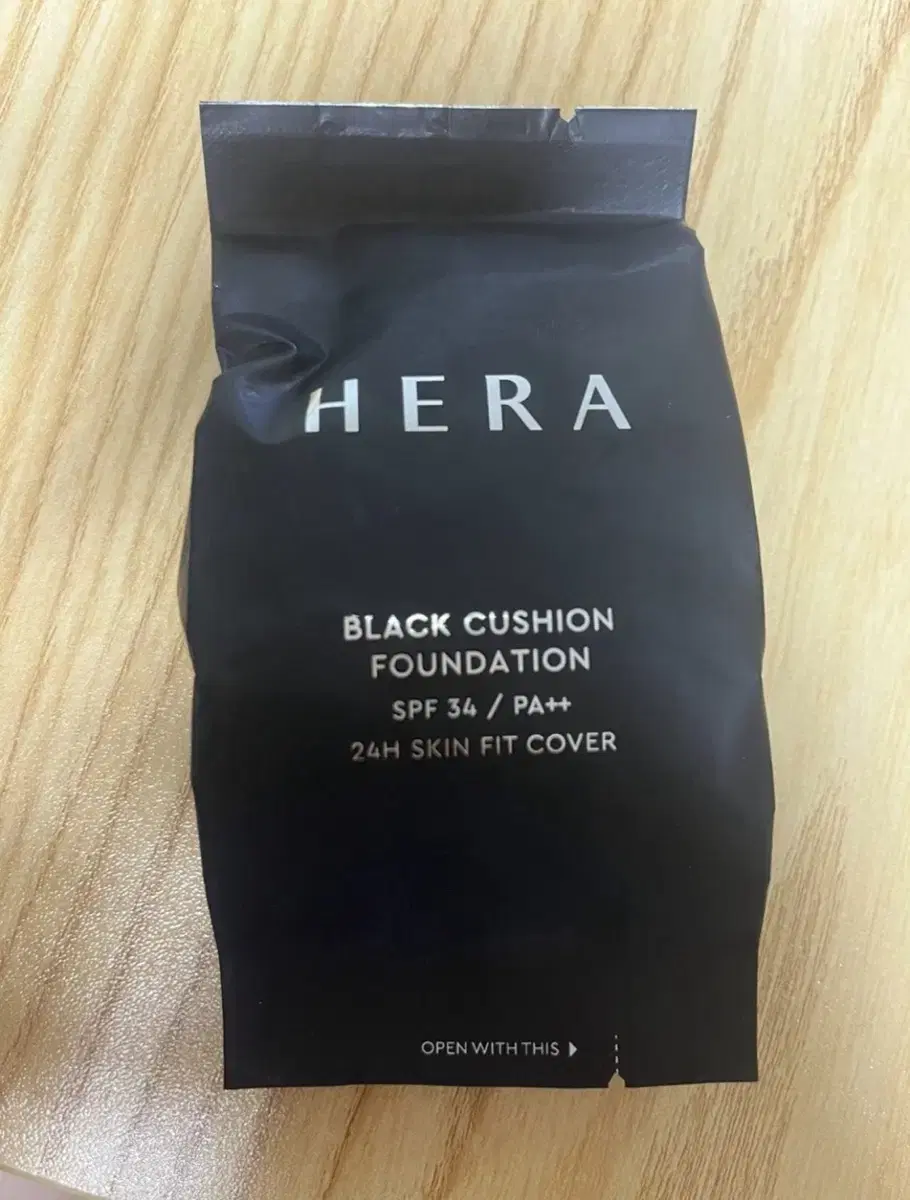 HERA
BLACK CUSHION
FOUNDATION
SPF 34 / PA++
24H SKIN FIT COVER
OPEN WITH THIS ▶